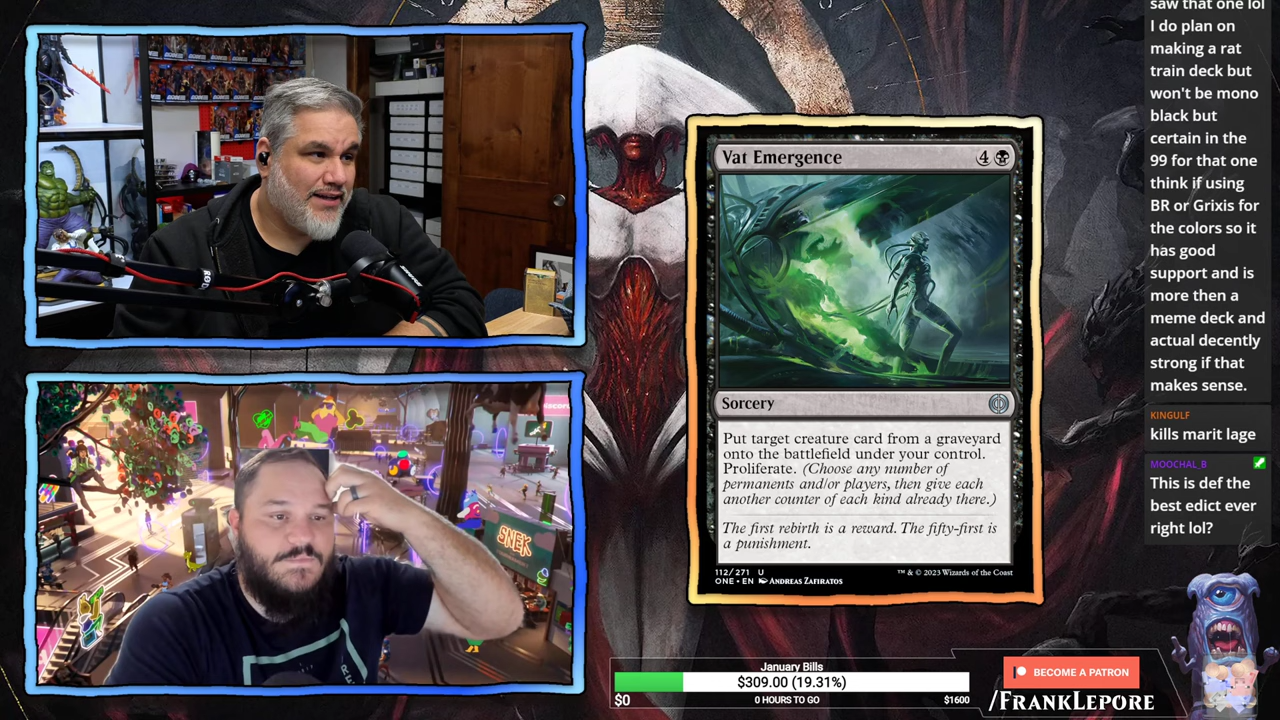 Vat Emergence
4
Sorcery
Put target creature card from a graveyard
onto the battlefield under your control.
Proliferate. (Choose any number of
permanents and/or players, then give each
another counter of each kind already there.)
The first rebirth is a reward. The fifty-first is
a punishment.
112/271 U
ONE • EN ANDREAS ZAFIRATOS
™ & © 2023 Wizards of the Coast
saw that one lol
I do plan on
making a rat
train deck but
won't be mono
black but
certain in the
99 for that one
think if using
BR or Grixis for
the colors so it
has good
support and is
more then a
meme deck and
actual decently
strong if that
makes sense.
KINGULF
kills marit lage
MOOCHAL_B
This is def the
best edict ever
right lol?
SNEK
January Bills
$309.00 (19.31%)
$0
0 HOURS TO GO
$1600
BECOME A PATRON
/FRANKLEPORE